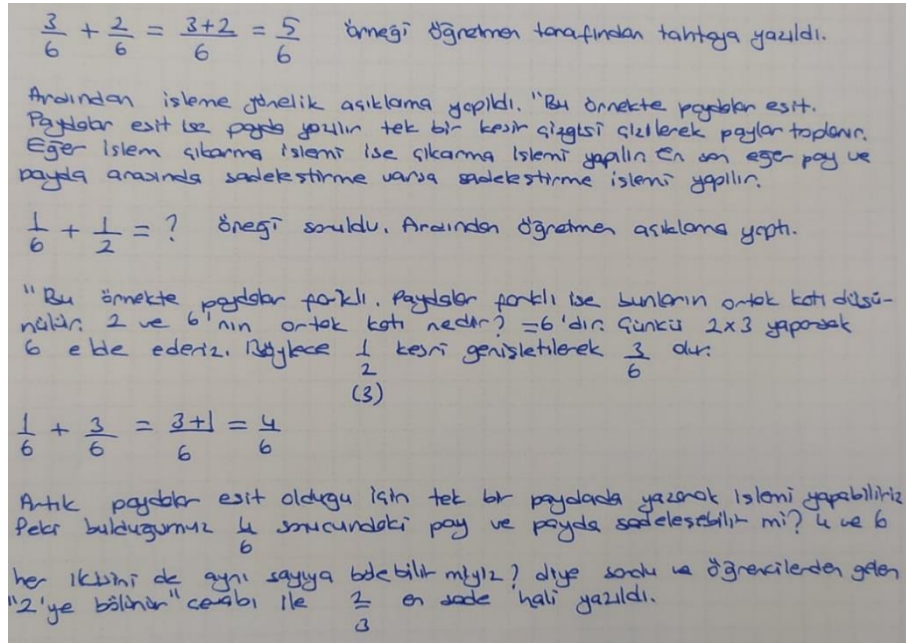 3/6 + 2/6 = 3+2/6 = 5/6 örneği öğretmen tarafından tahtaya yazıldı.
Ardından işleme yönelik açıklama yapıldı. "Bu örnekte paydalar eşit.
Paydalar eşit ise payda yazılır tek bir kesir çizgisi çizilerek paylar toplanır.
Eğer işlem çıkarma işlemi ise çıkarma işlemi yapılır. En son eğer pay ve
payda arasında sadeleştirme varsa sadeleştirme işlemi yapılır.
1/6 + 1/2 = ? öneği soruldu. Ardından öğretmen açıklama yaptı.
"Bu örnekte paydalar farklı. Paydalar farklı ise bunların ortak katı düşü-
nülür. 2 ve 6'nın ortak katı nedir? =6'dır. Çünkü 2x3 yaparsak
6 elde ederiz. Böylece 1/2 kesri genişletilerek 3/6 olur.
(3)
1/6 + 3/6 = 3+1/6 = 4/6
Artık paydalar eşit olduğu için tek bir paydada yazarak işlemi yapabiliriz
Peki bulduğumuz 4/6 sonucundaki pay ve payda sadeleşebilir mi? 4 ve 6
her ikisini de aynı sayıya bölebilir miyiz? diye sordu ve öğrencilerden gelen
"2'ye bölünür" cevabı ile 2/3 en sade hali yazıldı.